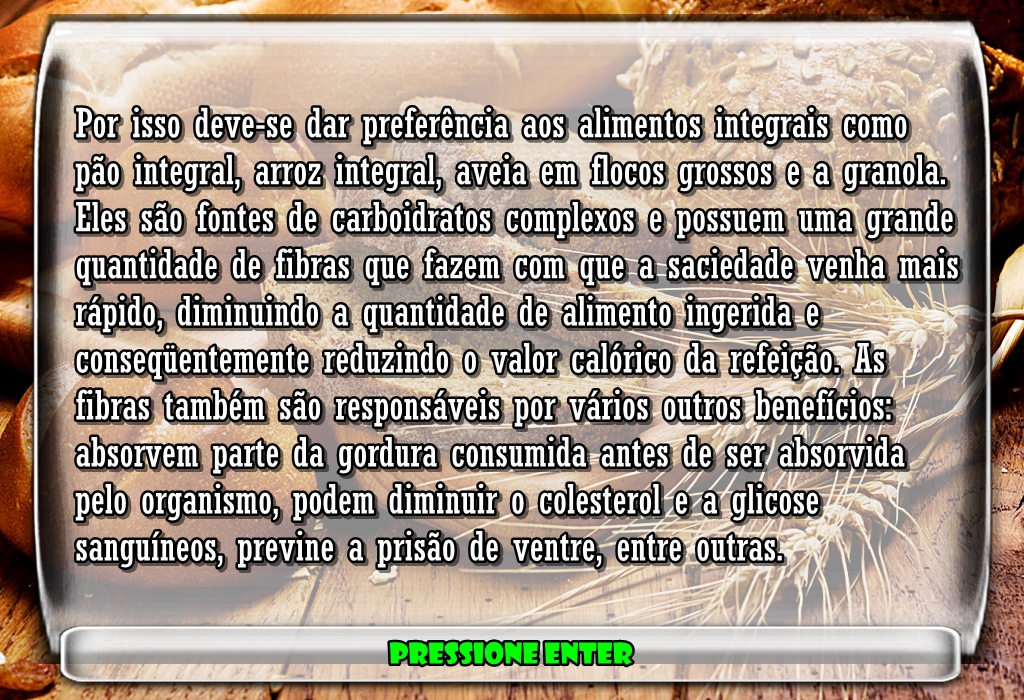 Por isso deve-se dar preferência aos alimentos integrais como
pão integral, arroz integral, aveia em flocos grossos e a granola.
Eles são fontes de carboidratos complexos e possuem uma grande
quantidade de fibras que fazem com que a saciedade venha mais
rápido, diminuindo a quantidade de alimento ingerida e
conseqüentemente reduzindo o valor calórico da refeição. As
fibras também são responsáveis por vários outros benefícios:
absorvem parte da gordura consumida antes de ser absorvida
pelo organismo, podem diminuir o colesterol e a glicose
sanguíneos, previne a prisão de ventre, entre outras.
PRESSIONE ENTER